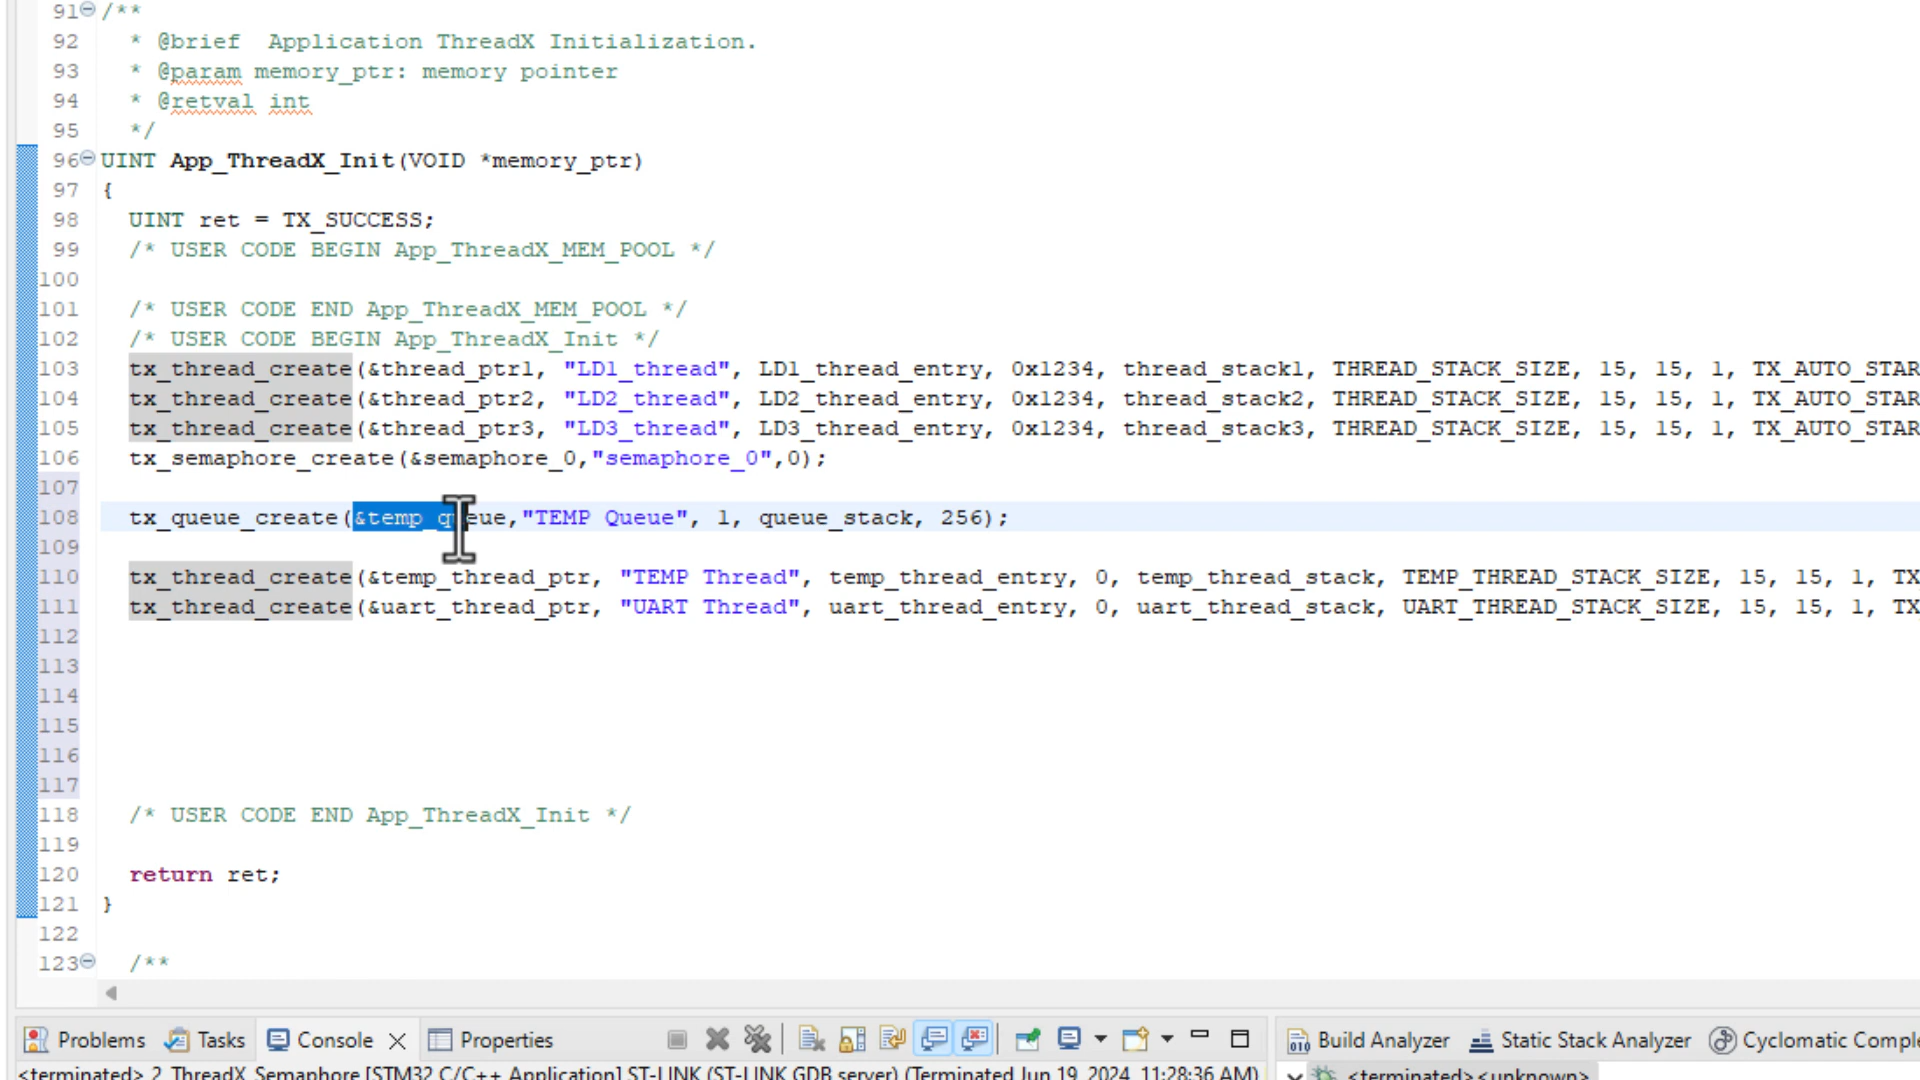 91 /**
92 * @brief Application ThreadX Initialization.
93 * @param memory_ptr: memory pointer
94 * @retval int
95 */
96 UINT App_ThreadX_Init(VOID *memory_ptr)
97 {
98 UINT ret = TX_SUCCESS;
99 /* USER CODE BEGIN App_ThreadX_MEM_POOL */
100
101 /* USER CODE END App_ThreadX_MEM_POOL */
102 /* USER CODE BEGIN App_ThreadX_Init */
103 tx_thread_create(&thread_ptr1, "LD1_thread", LD1_thread_entry, 0x1234, thread_stack1, THREAD_STACK_SIZE, 15, 15, 1, TX_AUTO_STAR
104 tx_thread_create(&thread_ptr2, "LD2_thread", LD2_thread_entry, 0x1234, thread_stack2, THREAD_STACK_SIZE, 15, 15, 1, TX_AUTO_STAR
105 tx_thread_create(&thread_ptr3, "LD3_thread", LD3_thread_entry, 0x1234, thread_stack3, THREAD_STACK_SIZE, 15, 15, 1, TX_AUTO_STAR
106 tx_semaphore_create(&semaphore_0,"semaphore_0",0);
107
108 tx_queue_create(&temp_queue,"TEMP Queue", 1, queue_stack, 256);
109
110 tx_thread_create(&temp_thread_ptr, "TEMP Thread", temp_thread_entry, 0, temp_thread_stack, TEMP_THREAD_STACK_SIZE, 15, 15, 1, TX
111 tx_thread_create(&uart_thread_ptr, "UART Thread", uart_thread_entry, 0, uart_thread_stack, UART_THREAD_STACK_SIZE, 15, 15, 1, TX
112
113
114
115
116
117
118 /* USER CODE END App_ThreadX_Init */
119
120 return ret;
121 }
122
123 /**
Problems Tasks Console Properties Build Analyzer Static Stack Analyzer Cyclomatic Comple
<terminated> 2_ThreadX_Semaphore [STM32 C/C++ Application] ST-LINK (ST-LINK GDB server) (Terminated Jun 19, 2024, 11:28:36 AM) <terminated><unknown>